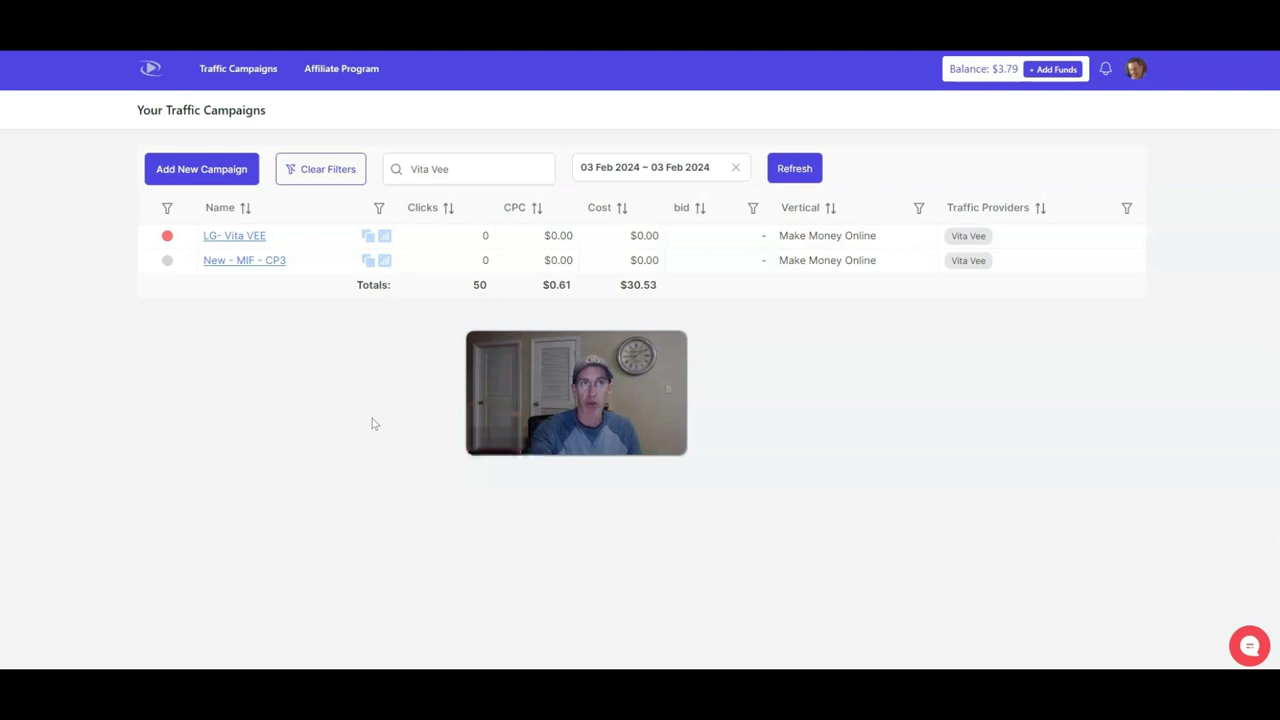 Traffic Campaigns Affiliate Program Balance: $3.79 + Add Funds
Your Traffic Campaigns
Add New Campaign Clear Filters Vita Vee 03 Feb 2024 ~ 03 Feb 2024 Refresh
Name Clicks CPC Cost bid Vertical Traffic Providers
LG- Vita VEE 0 $0.00 $0.00 - Make Money Online Vita Vee
New - MIF - CP3 0 $0.00 $0.00 - Make Money Online Vita Vee
Totals: 50 $0.61 $30.53